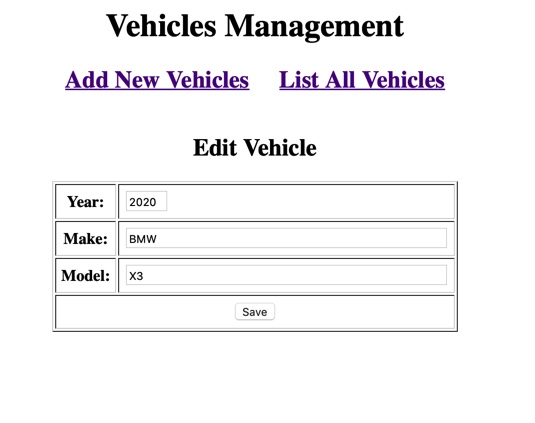 Vehicles Management
Add New Vehicles List All Vehicles
Edit Vehicle
Year: 2020
Make: BMW
Model: X3
Save